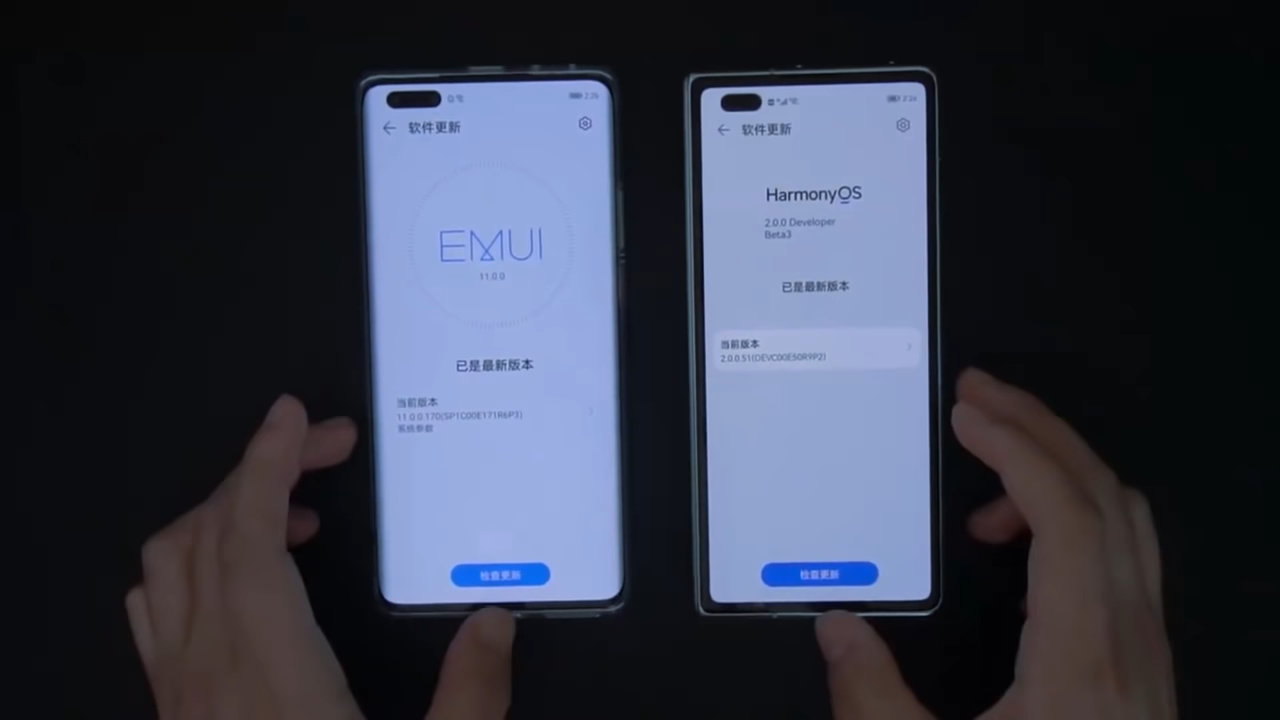 软件更新
EMUI
11.0.0
已是最新版本
当前版本
11.0.0.170(SP1C00E171R6P3)
系统参数
检查更新
软件更新
HarmonyOS
2.0.0 Developer
Beta3
已是最新版本
当前版本
2.0.0.51(DEVC00E50R9P2)
检查更新